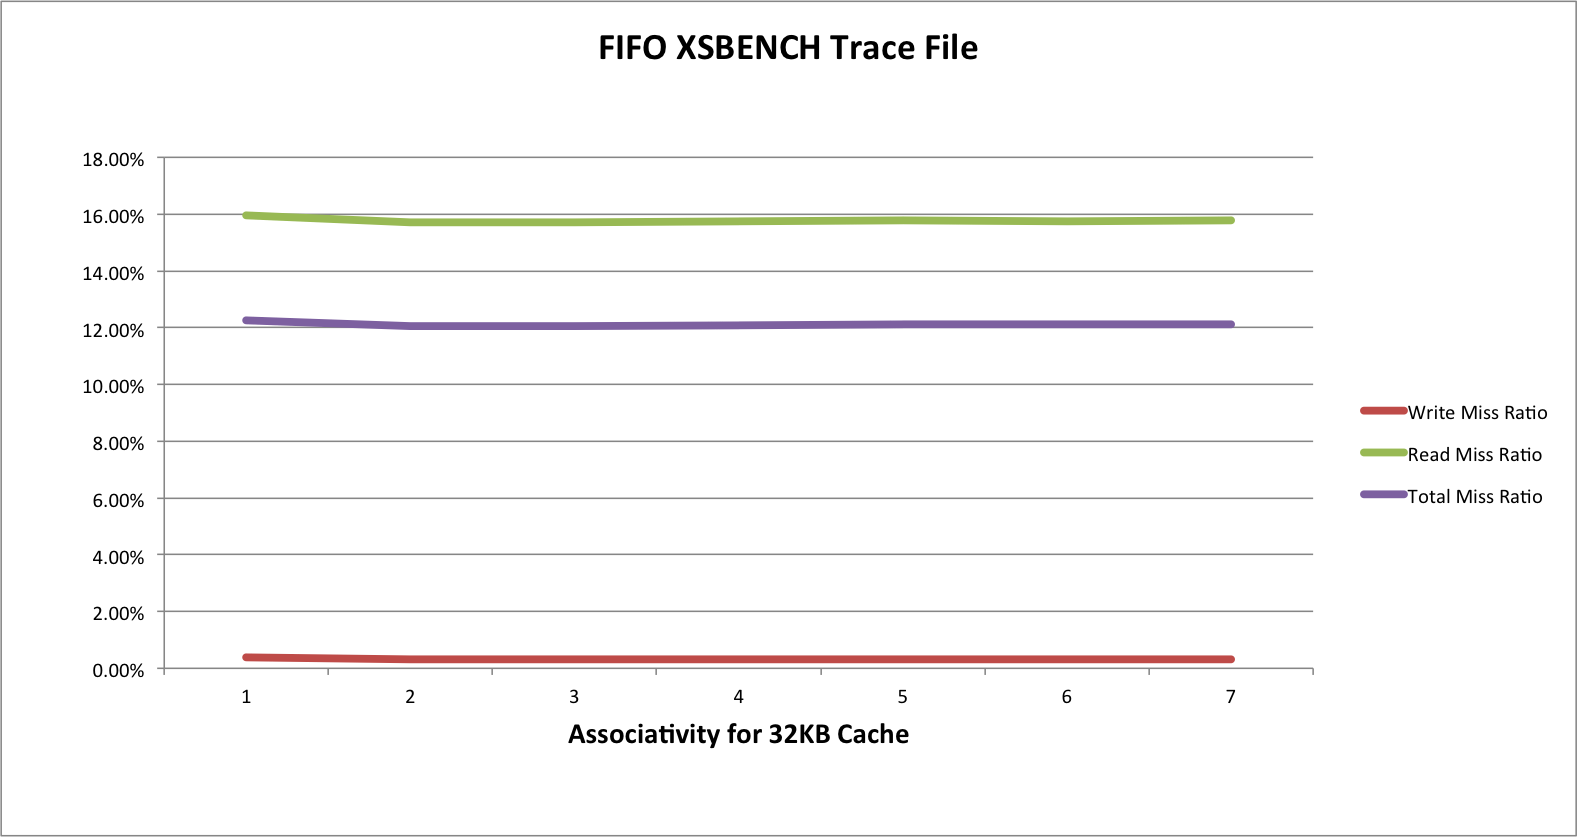 FIFO XSBENCH Trace File
18.00%
16.00%
14.00%
12.00%
10.00%
8.00%
6.00%
4.00%
2.00%
0.00%
1 2 3 4 5 6 7
Associativity for 32KB Cache
Write Miss Ratio
Read Miss Ratio
Total Miss Ratio